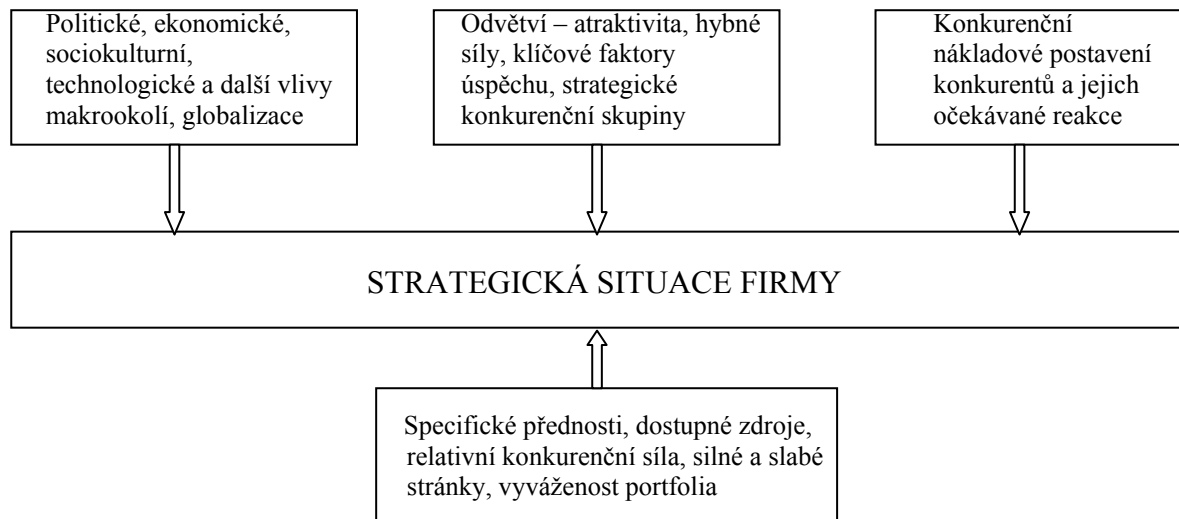 Politické, ekonomické,
sociokulturní,
technologické a další vlivy
makrookolí, globalizace
Odvětví – atraktivita, hybné
síly, klíčové faktory
úspěchu, strategické
konkurenční skupiny
Konkurenční
nákladové postavení
konkurentů a jejich
očekávané reakce
STRATEGICKÁ SITUACE FIRMY
Specifické přednosti, dostupné zdroje,
relativní konkurenční síla, silné a slabé
stránky, vyváženost portfolia